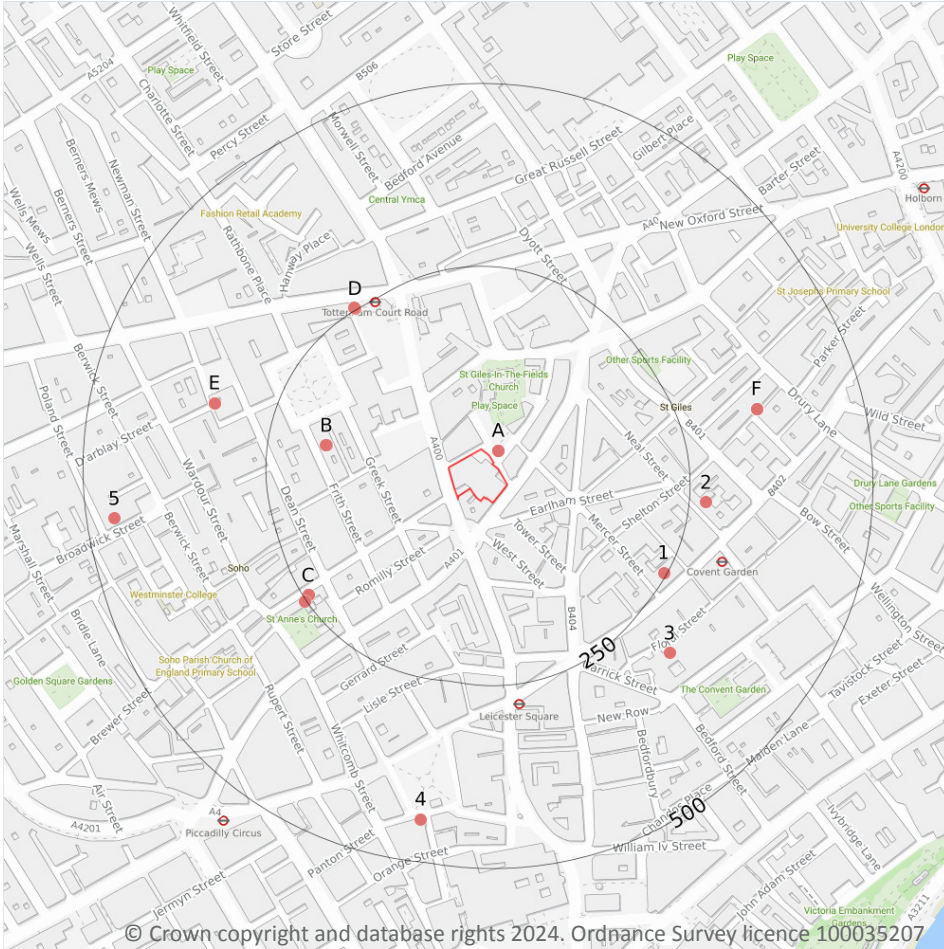 Store Street
Whitfield Street
A5204
Play Space
B506
Play Space
Charlotte Street
Percy Street
Morwell Street
Bedford Avenue
Great Russell Street
Gilbert Place
Barter Street
A4200
Holborn
Berners Mews
Newman Street
Wells Mews
Berners Street
Wells Street
Central Ymca
Fashion Retail Academy
A40
New Oxford Street
University College London
Rathbone Place
Hanway Place
Dyott Street
St Josephs Primary School
D
Tottenham Court Road
Parker Street
Berwick Street
Poland Street
Other Sports Facility
St Giles-In-The-Fields
Church
Play Space
St Giles
E
F
Drury Lane
Wild Street
B401
D'arblay Street
B
A
A400
Neal Street
Greek Street
Wardour Street
Dean Street
Frith Street
2
B402
Drury Lane Gardens
Other Sports Facility
5
Earlham Street
Shelton Street
Bow Street
Broadwick Street
Berwick Street
Marshall Street
Tower Street
Mercer Street
West Street
A401
Romilly Street
1
Covent Garden
Soho
C
Westminster College
St Anne's Church
Bridle Lane
B404
Wellington Street
3
Floral Street
250
Soho Parish Church of
England Primary School
Gerrard Street
Garrick Street
Tavistock Street
Exeter Street
Golden Square Gardens
Brewer Street
Rupert Street
Lisle Street
The Convent Garden
Leicester Square
New Row
Whitcomb Street
Bedfordbury
Bedford Street
Maiden Lane
Air Street
4
A4
Piccadilly Circus
A4201
Chandos Place
500
Panton Street
Orange Street
William Iv Street
Ivybridge Lane
Jermyn Street
John Adam Street
Victoria Embankment
Gardens
A3211
© Crown copyright and database rights 2024. Ordnance Survey licence 100035207